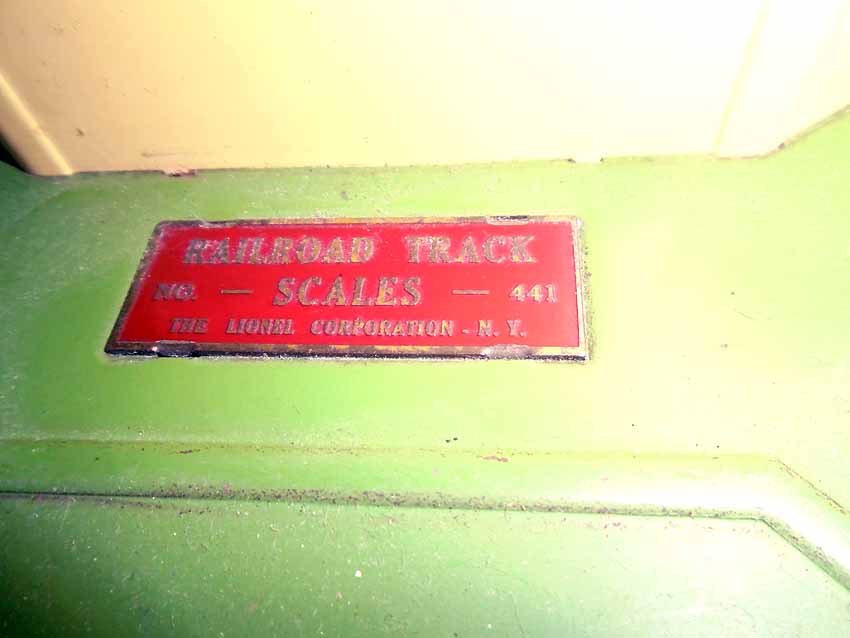 RAILROAD TRACK
NO. — SCALES — 441
THE LIONEL CORPORATION - N. Y.